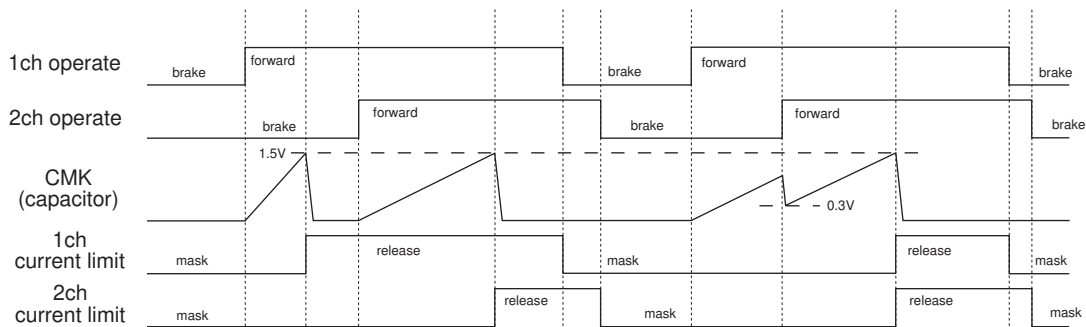 1ch operate
brake
forward
brake
forward
brake
2ch operate
brake
forward
brake
forward
brake
CMK
(capacitor)
1.5V
0.3V
1ch
current limit
mask
release
mask
release
mask
2ch
current limit
mask
release
mask
release
mask